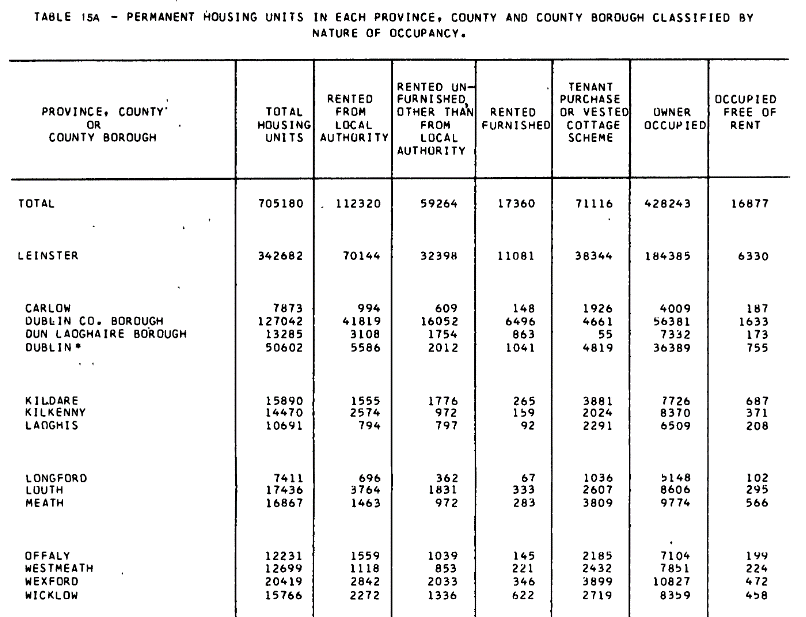 TABLE 15A - PERMANENT HOUSING UNITS IN EACH PROVINCE, COUNTY AND COUNTY BOROUGH CLASSIFIED BY
NATURE OF OCCUPANCY.
PROVINCE, COUNTY OR COUNTY BOROUGH | TOTAL HOUSING UNITS | RENTED FROM LOCAL AUTHORITY | RENTED UN-FURNISHED, OTHER THAN FROM LOCAL AUTHORITY | RENTED FURNISHED | TENANT PURCHASE OR VESTED COTTAGE SCHEME | OWNER OCCUPIED | OCCUPIED FREE OF RENT
TOTAL 705180 112320 59264 17360 71116 428243 16877
LEINSTER 342682 70144 32398 11081 38344 184385 6330
CARLOW 7873 994 609 148 1926 4009 187
DUBLIN CO. BOROUGH 127042 41819 16052 6496 4661 56381 1633
DUN LAOGHAIRE BOROUGH 13285 3108 1754 863 55 7332 173
DUBLIN* 50602 5586 2012 1041 4819 36389 755
KILDARE 15890 1555 1776 265 3881 7726 687
KILKENNY 14470 2574 972 159 2024 8370 371
LAOGHIS 10691 794 797 92 2291 6509 208
LONGFORD 7411 696 362 67 1036 5148 102
LOUTH 17436 3764 1831 333 2607 8606 295
MEATH 16867 1463 972 283 3809 9774 566
OFFALY 12231 1559 1039 145 2185 7104 199
WESTMEATH 12699 1118 853 221 2432 7851 224
WEXFORD 20419 2842 2033 346 3899 10827 472
WICKLOW 15766 2272 1336 622 2719 8359 458